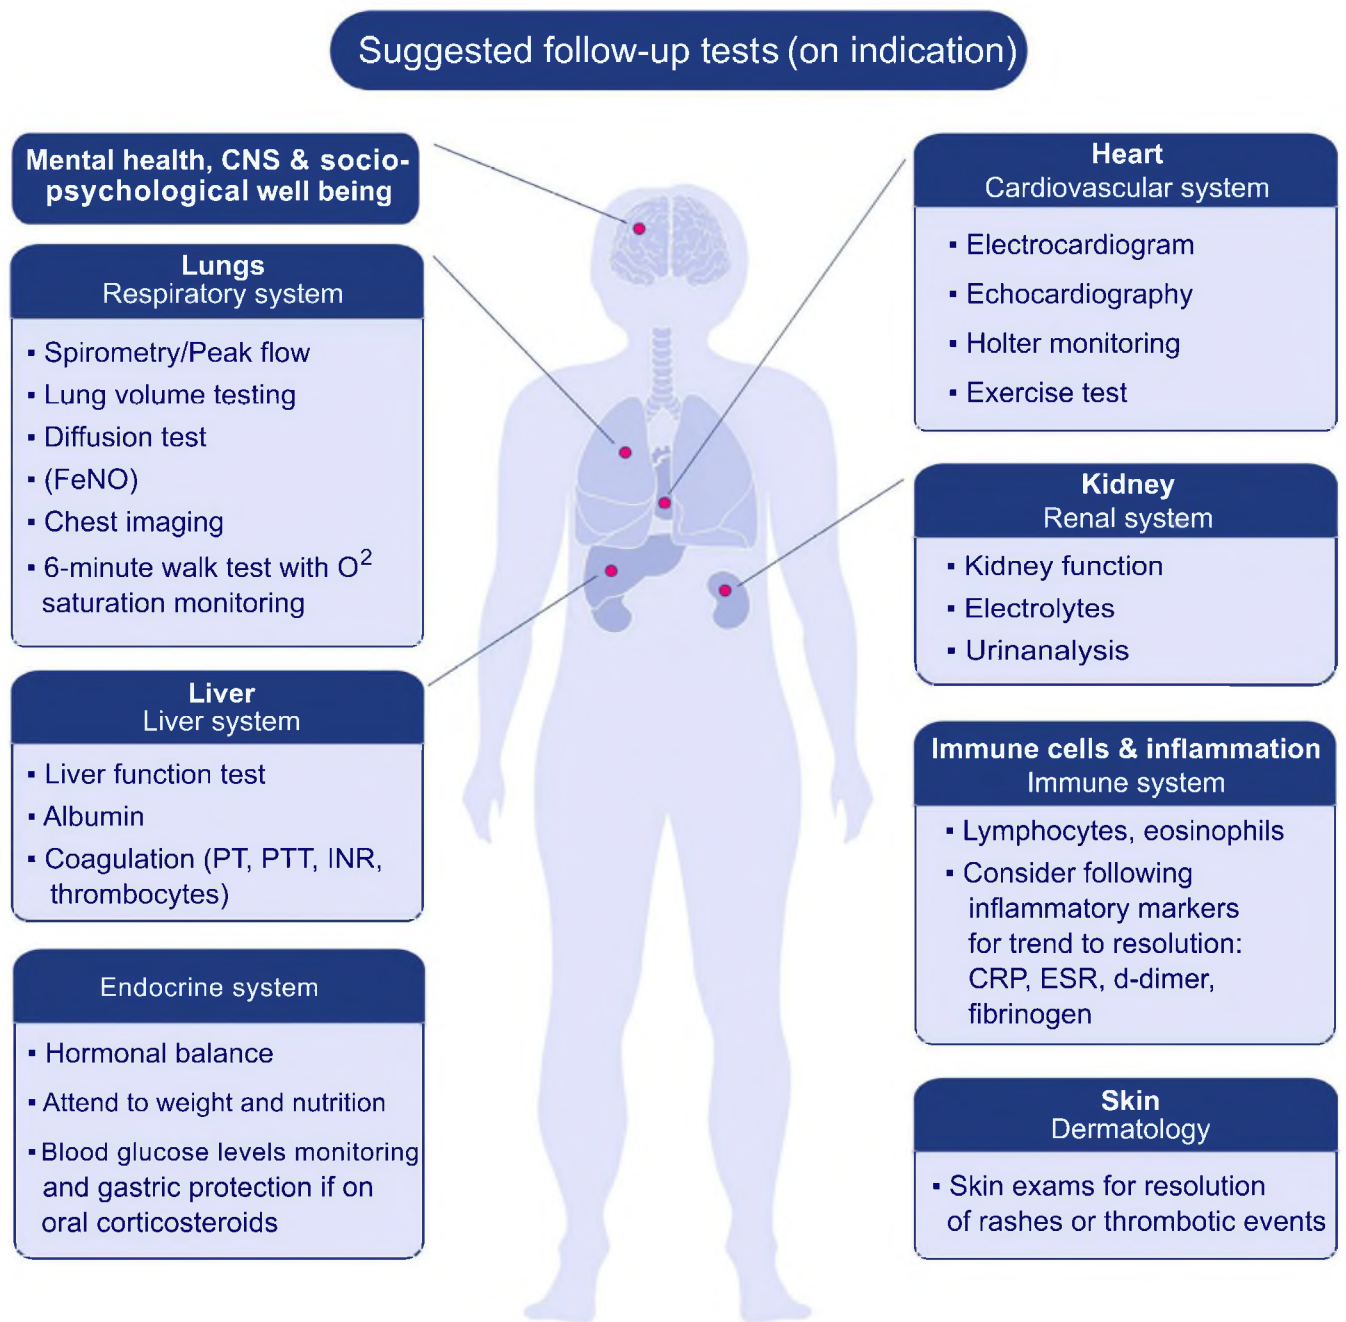 Suggested follow-up tests (on indication)
Mental health, CNS & socio-
psychological well being
Lungs
Respiratory system
▪ Spirometry/Peak flow
▪ Lung volume testing
▪ Diffusion test
▪ (FeNO)
▪ Chest imaging
▪ 6-minute walk test with O²
saturation monitoring
Liver
Liver system
▪ Liver function test
▪ Albumin
▪ Coagulation (PT, PTT, INR,
thrombocytes)
Endocrine system
▪ Hormonal balance
▪ Attend to weight and nutrition
▪ Blood glucose levels monitoring
and gastric protection if on
oral corticosteroids
Heart
Cardiovascular system
▪ Electrocardiogram
▪ Echocardiography
▪ Holter monitoring
▪ Exercise test
Kidney
Renal system
▪ Kidney function
▪ Electrolytes
▪ Urinanalysis
Immune cells & inflammation
Immune system
▪ Lymphocytes, eosinophils
▪ Consider following
inflammatory markers
for trend to resolution:
CRP, ESR, d-dimer,
fibrinogen
Skin
Dermatology
▪ Skin exams for resolution
of rashes or thrombotic events